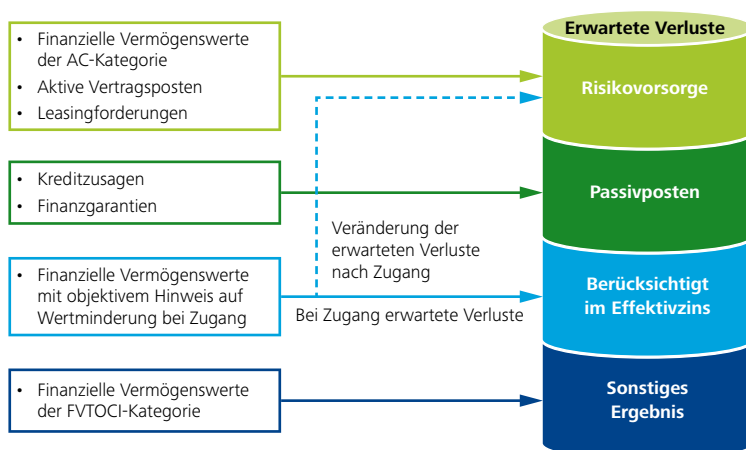 • Finanzielle Vermögenswerte
der AC-Kategorie
• Aktive Vertragsposten
• Leasingforderungen
Erwartete Verluste
Risikovorsorge
• Kreditzusagen
• Finanzgarantien
Passivposten
Veränderung der
erwarteten Verluste
nach Zugang
• Finanzielle Vermögenswerte
mit objektivem Hinweis auf
Wertminderung bei Zugang
Bei Zugang erwartete Verluste
Berücksichtigt
im Effektivzins
• Finanzielle Vermögenswerte
der FVTOCI-Kategorie
Sonstiges
Ergebnis